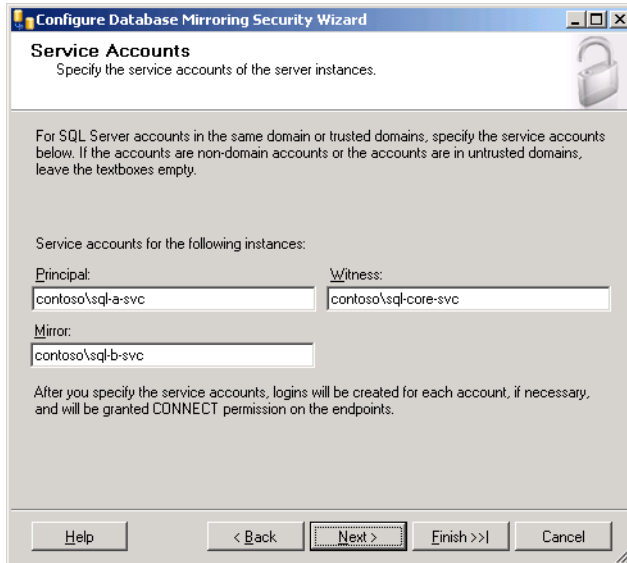 Configure Database Mirroring Security Wizard
Service Accounts
Specify the service accounts of the server instances.
For SQL Server accounts in the same domain or trusted domains, specify the service accounts
below. If the accounts are non-domain accounts or the accounts are in untrusted domains,
leave the textboxes empty.
Service accounts for the following instances:
Principal: Witness:
contoso\sql-a-svc contoso\sql-core-svc
Mirror:
contoso\sql-b-svc
After you specify the service accounts, logins will be created for each account, if necessary,
and will be granted CONNECT permission on the endpoints.
Help < Back Next > Finish >>| Cancel